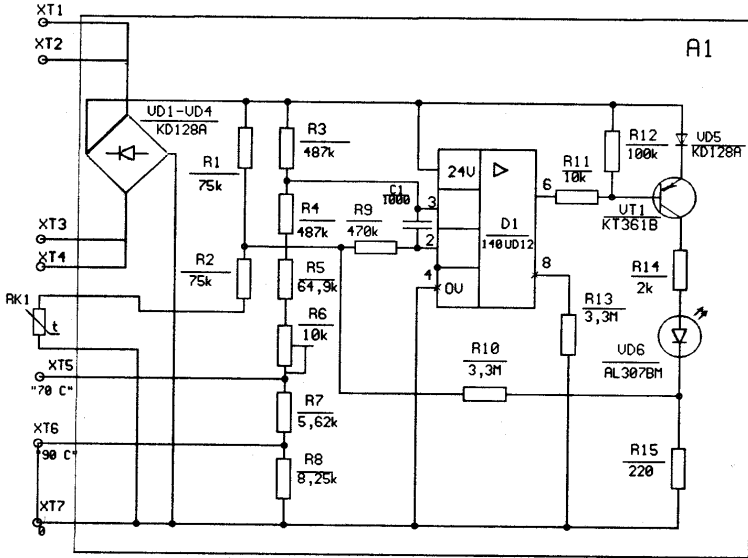 XT1
XT2
A1
VD1-VD4
KD128A
R1
75k
R3
487k
R4
487k
C1
1000
R9
470k
24V
3
2
4
0V
D1
140UD12
6
8
R11
10k
R12
100k
VD5
KD128A
VT1
KT361B
XT3
XT4
R2
75k
R5
64,9k
R6
10k
R14
2k
R13
3,3M
RK1
t
VD6
AL307BM
R10
3,3M
XT5
"70 C"
R7
5,62k
XT6
"90 C"
R8
8,25k
R15
220
XT7
0